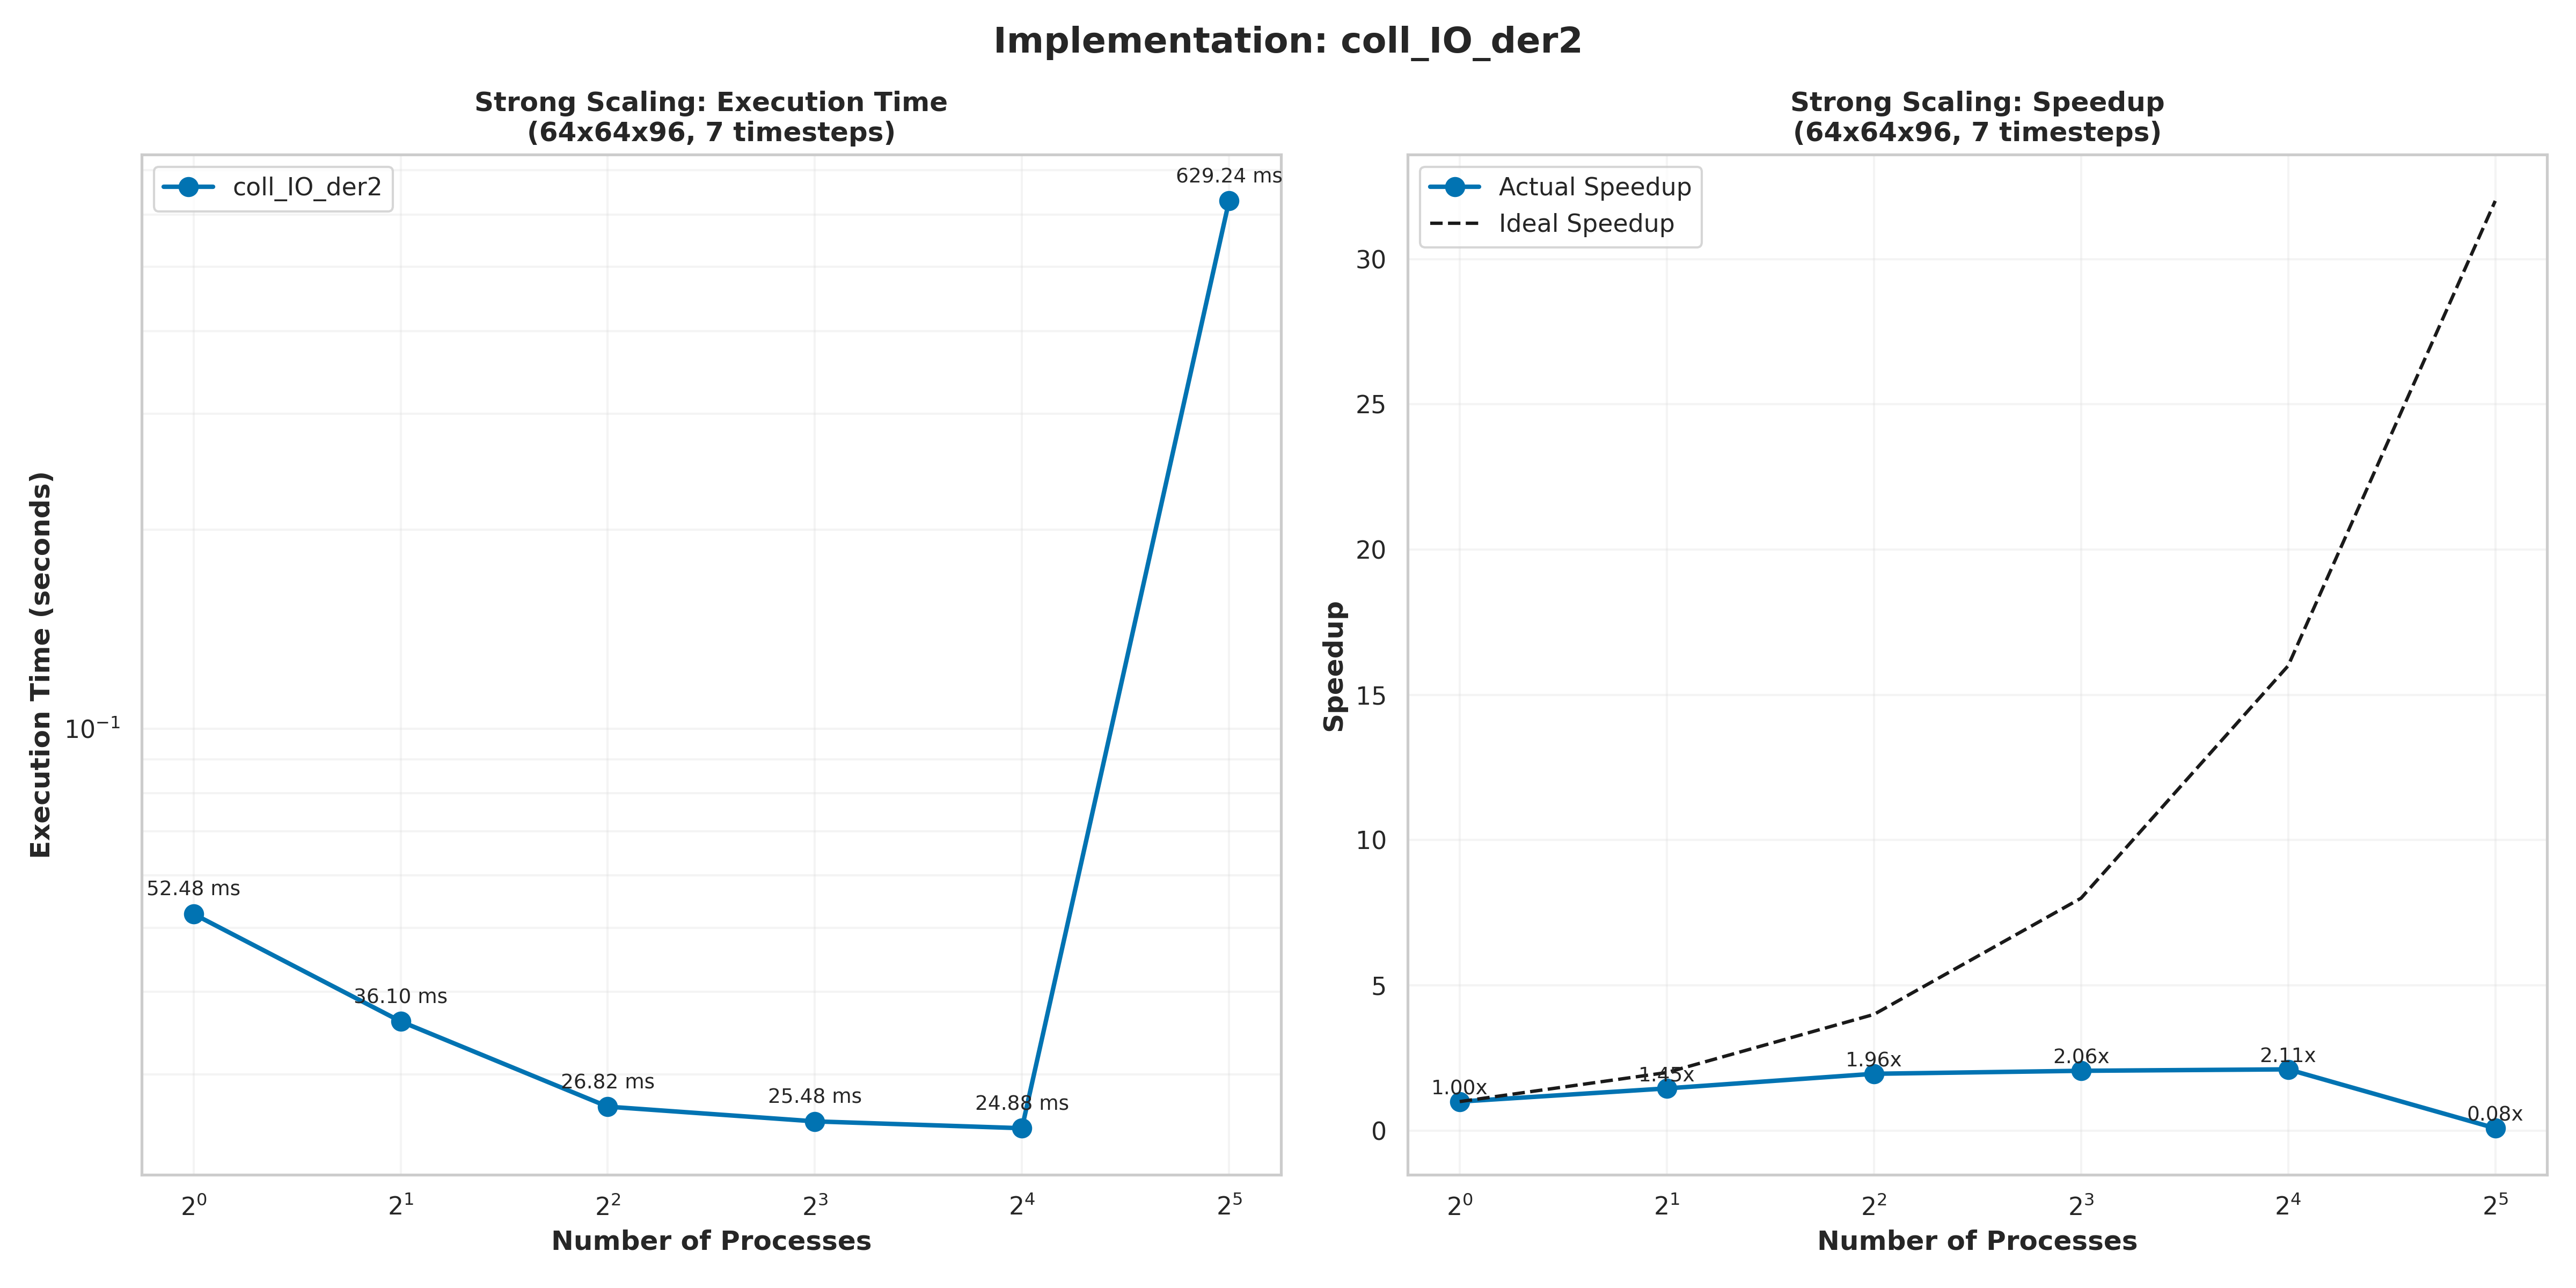 Implementation: coll_IO_der2
Strong Scaling: Execution Time
(64x64x96, 7 timesteps)
coll_IO_der2
629.24 ms
52.48 ms
36.10 ms
26.82 ms
25.48 ms
24.88 ms
10⁻¹
Execution Time (seconds)
2⁰ 2¹ 2² 2³ 2⁴ 2⁵
Number of Processes
Strong Scaling: Speedup
(64x64x96, 7 timesteps)
Actual Speedup
Ideal Speedup
30
25
20
15
10
5
0
Speedup
1.00x
1.45x
1.96x
2.06x
2.11x
0.08x
2⁰ 2¹ 2² 2³ 2⁴ 2⁵
Number of Processes